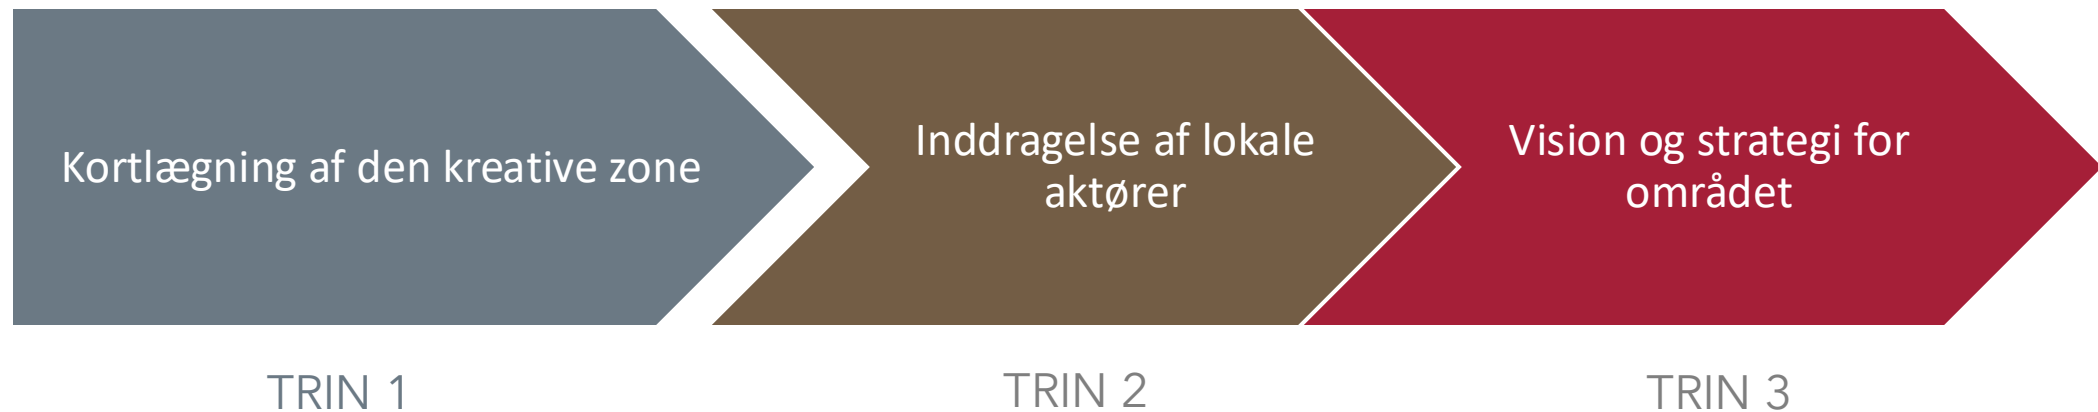 Kortlægning af den kreative zone
Inddragelse af lokale
aktører
Vision og strategi for
området
TRIN 1
TRIN 2
TRIN 3